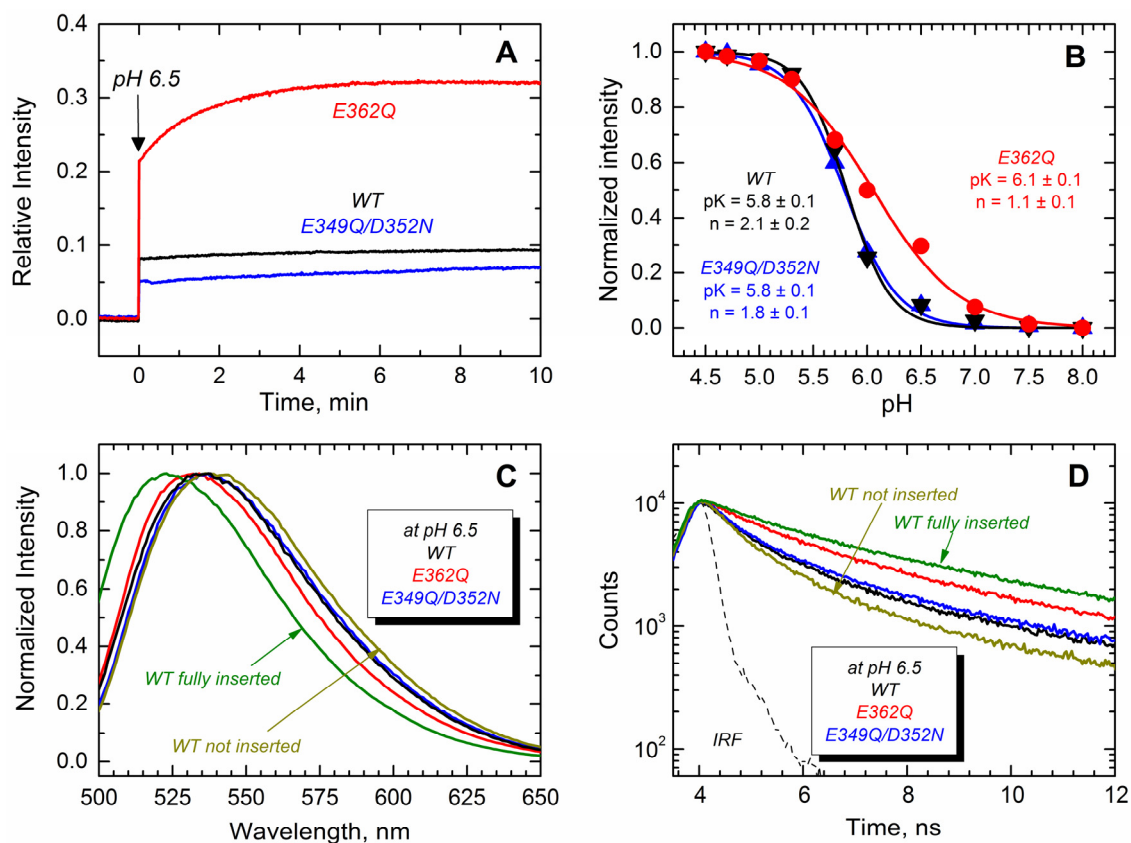 A
0.4
0.3
0.2
0.1
0.0
pH 6.5
E362Q
WT
E349Q/D352N
0
2
4
6
8
10
Relative Intensity
Time, min
B
1.0
0.8
0.6
0.4
0.2
0.0
WT
pK = 5.8 ± 0.1
n = 2.1 ± 0.2
E349Q/D352N
pK = 5.8 ± 0.1
n = 1.8 ± 0.1
E362Q
pK = 6.1 ± 0.1
n = 1.1 ± 0.1
4.5
5.0
5.5
6.0
6.5
7.0
7.5
8.0
Normalized intensity
pH
C
1.0
0.8
0.6
0.4
0.2
0.0
at pH 6.5
WT
E362Q
E349Q/D352N
WT fully inserted
WT not inserted
500
525
550
575
600
625
650
Normalized Intensity
Wavelength, nm
D
10⁴
10³
10²
WT not inserted
WT fully inserted
IRF
at pH 6.5
WT
E362Q
E349Q/D352N
4
6
8
10
12
Counts
Time, ns